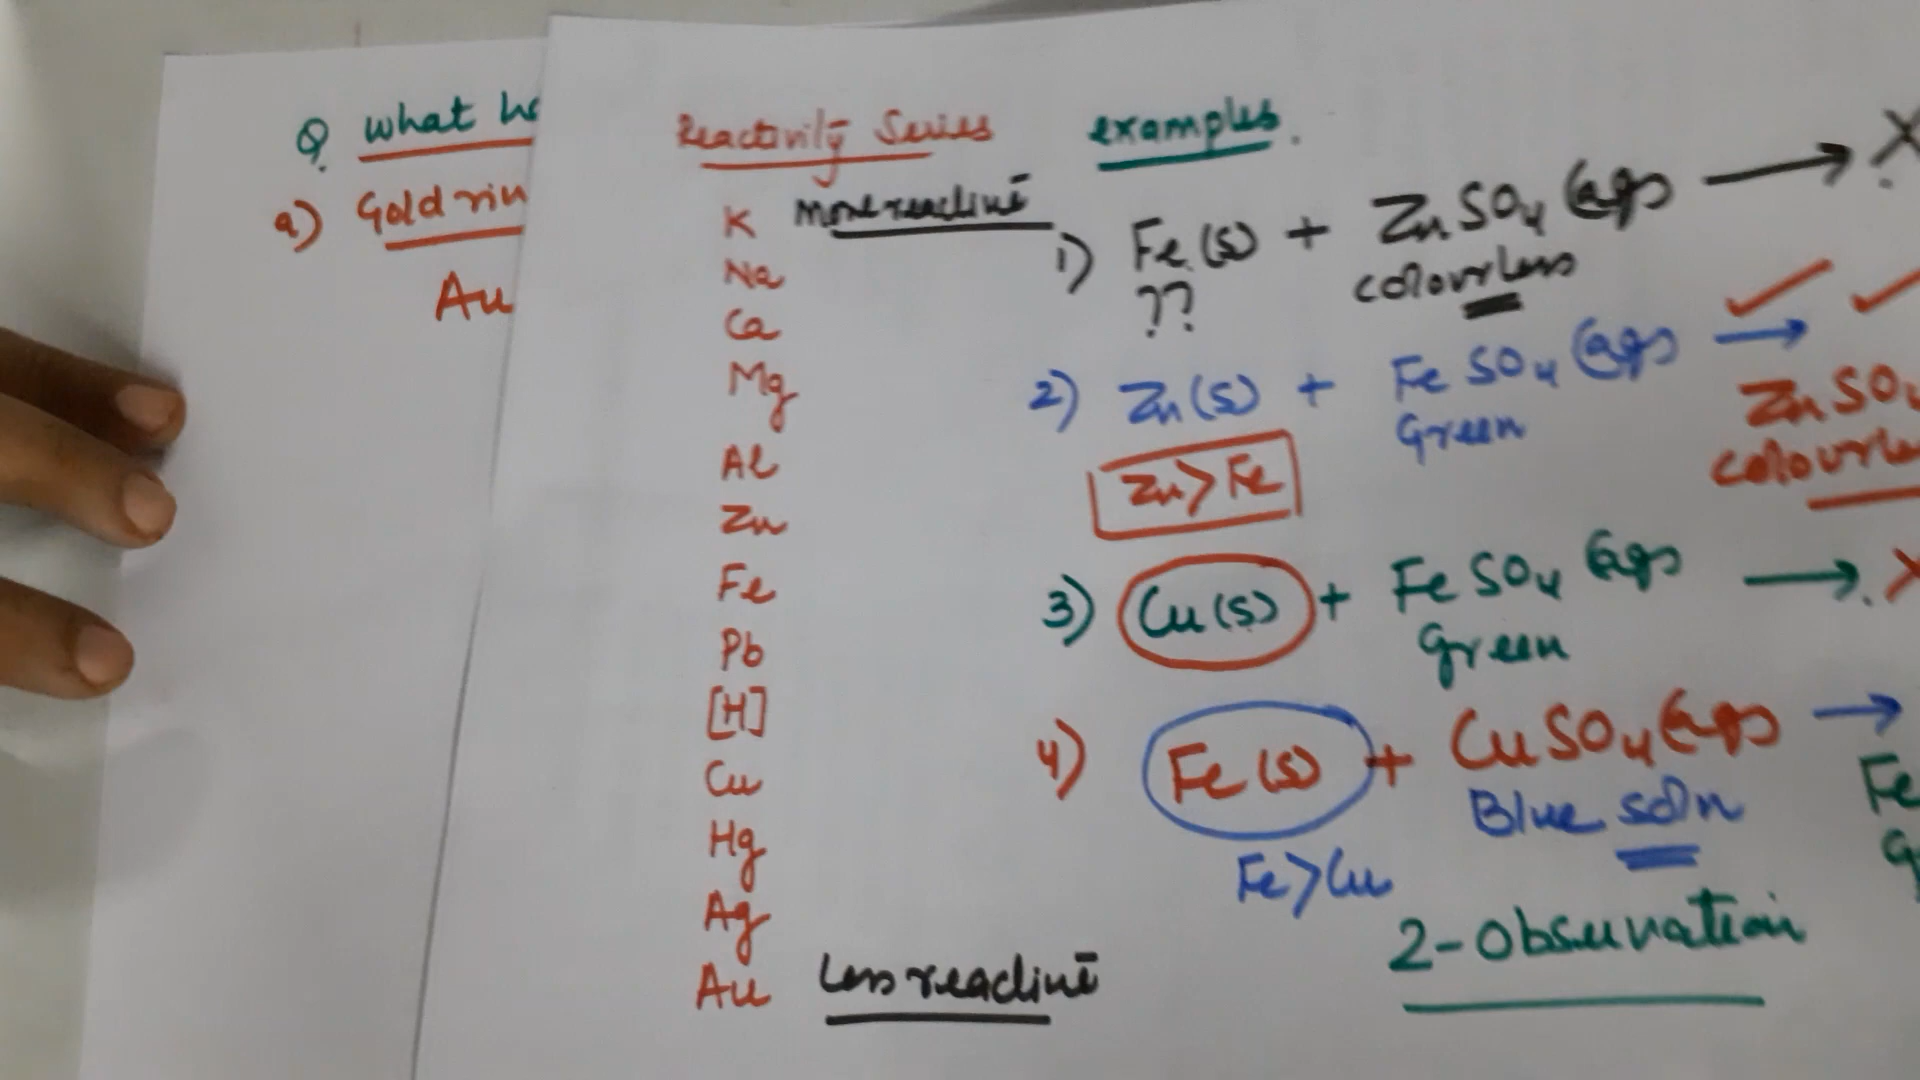 Q. What
a) Gold rin
Au
Reactivity Series
K More reactive
Na
Ca
Mg
Al
Zn
Fe
Pb
[H]
Cu
Hg
Ag
Au Less reactive
examples.
1) Fe(s) + ZnSO4(aq) → X
?? colourless
2) Zn(s) + FeSO4(aq) → ✓ ✓
Green ZnSO4
Zn>Fe colourles
3) Cu(s) + FeSO4(aq) → X
green
4) Fe(s) + CuSO4(aq) →
Blue soln Fe
Fe>Cu
2-Observation